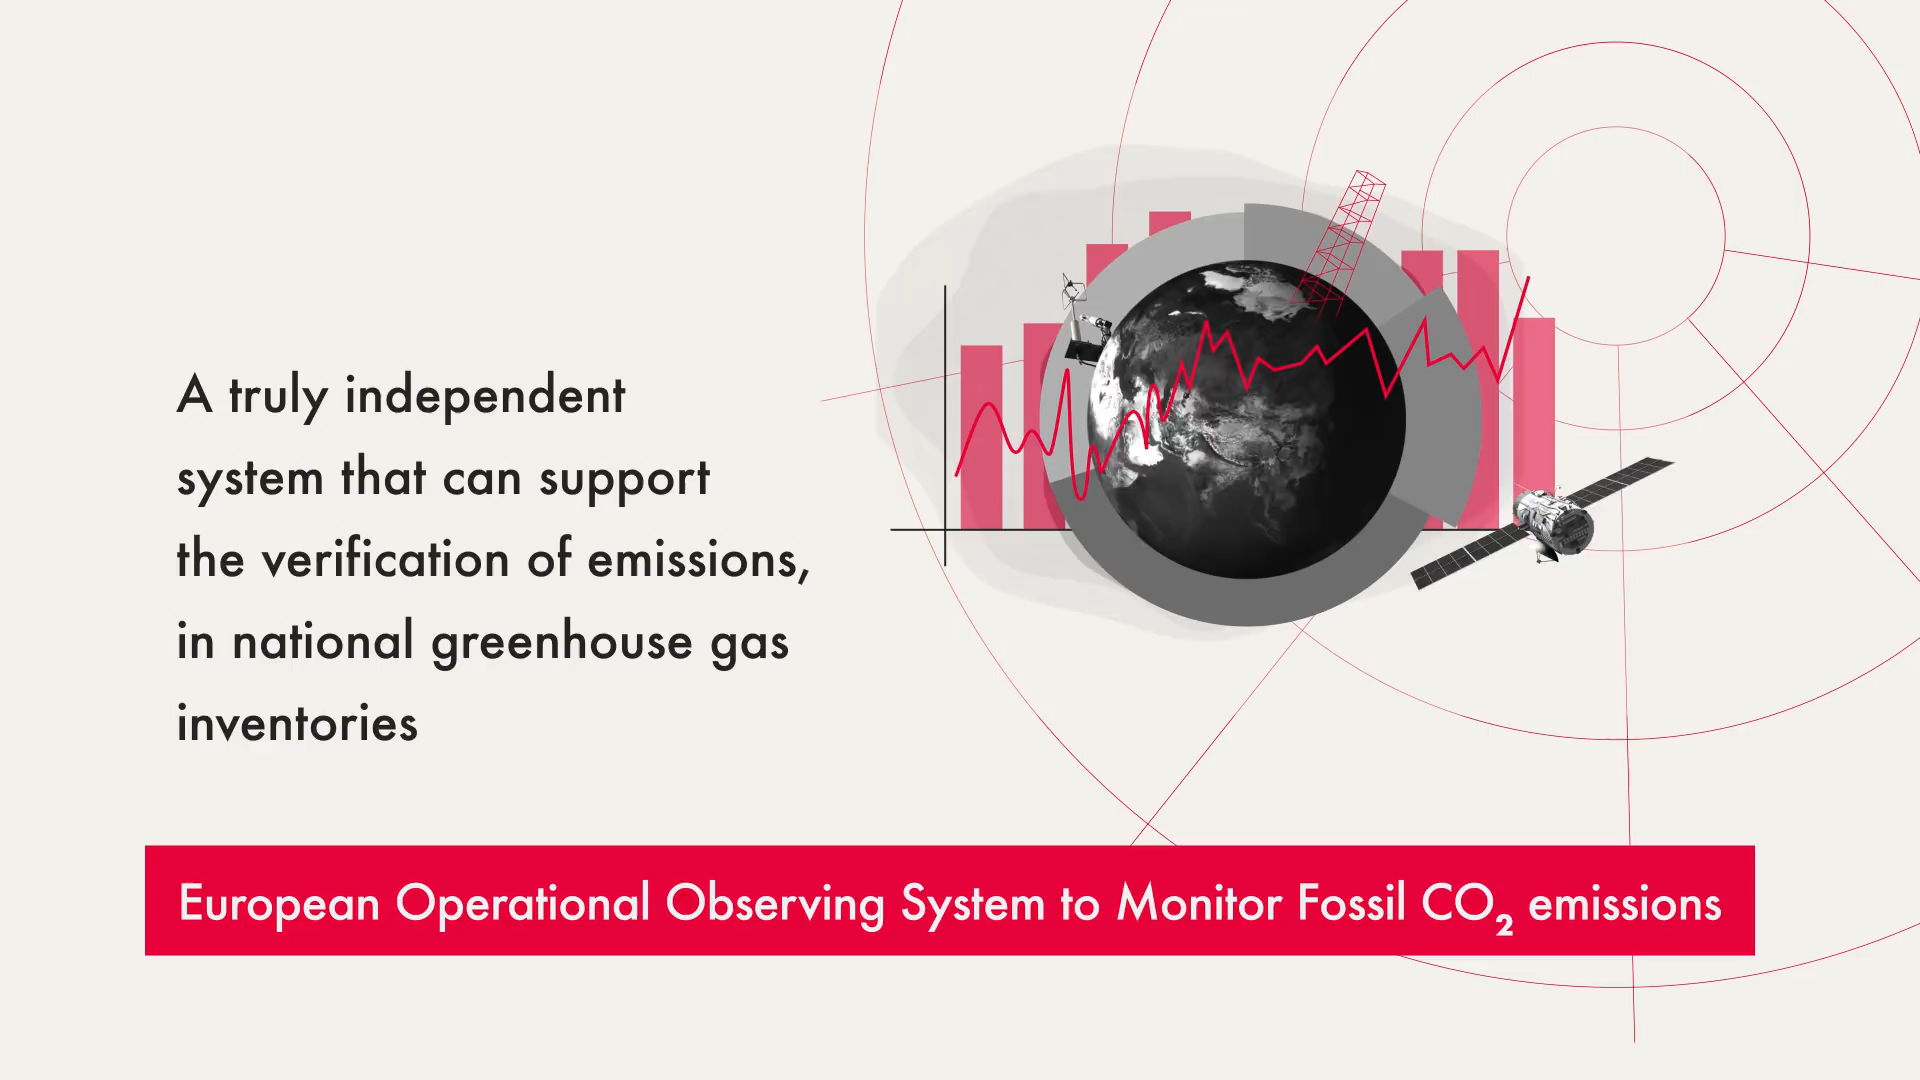 A truly independent
system that can support
the verification of emissions,
in national greenhouse gas
inventories
European Operational Observing System to Monitor Fossil CO₂ emissions